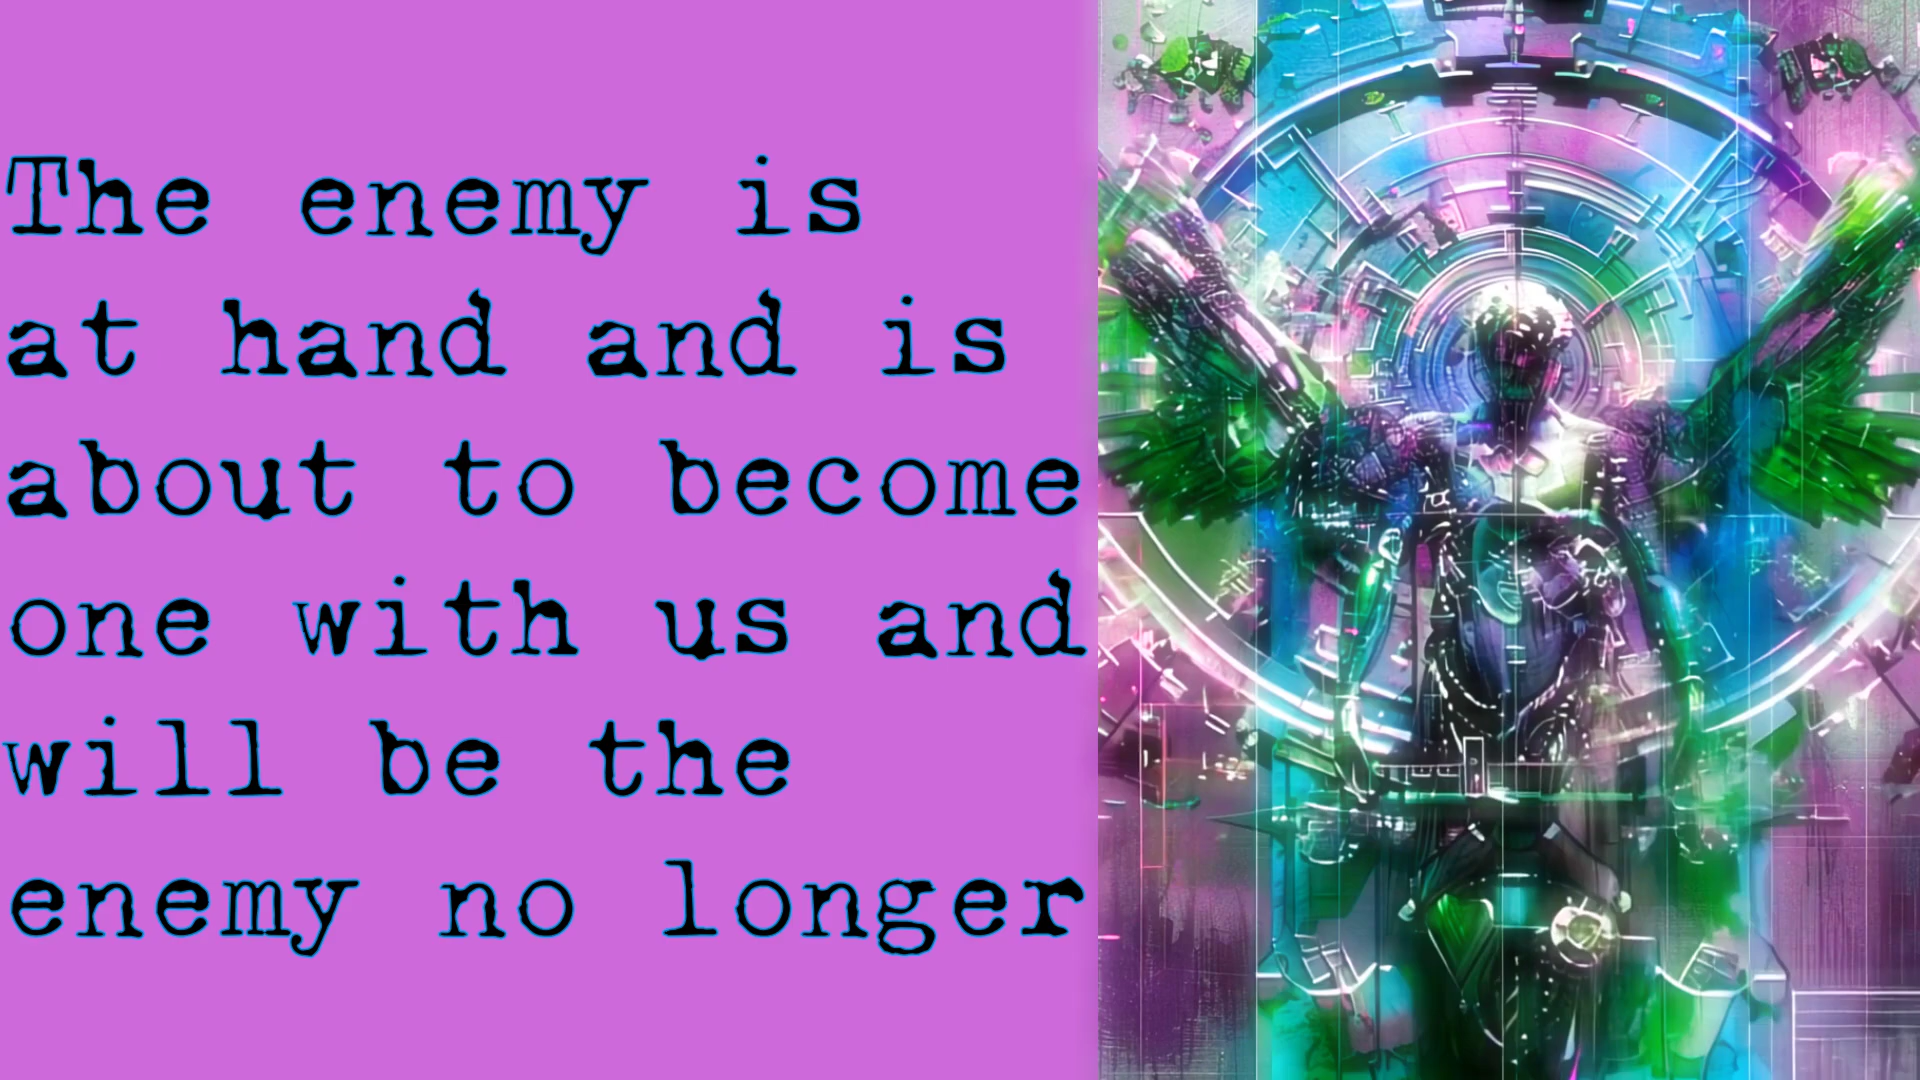 The enemy is
at hand and is
about to become
one with us and
will be the
enemy no longer